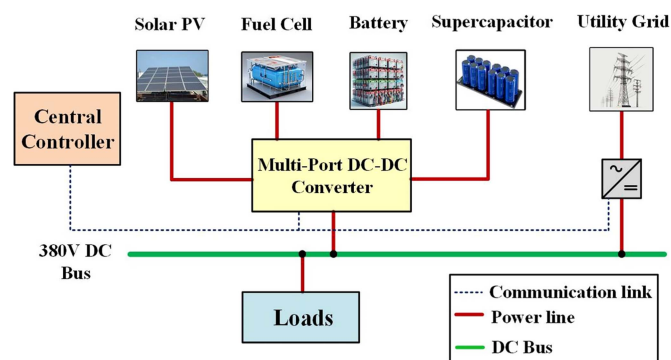 Solar PV
Fuel Cell
Battery
Supercapacitor
Utility Grid
Central
Controller
Multi-Port DC-DC
Converter
380V DC
Bus
Loads
Communication link
Power line
DC Bus